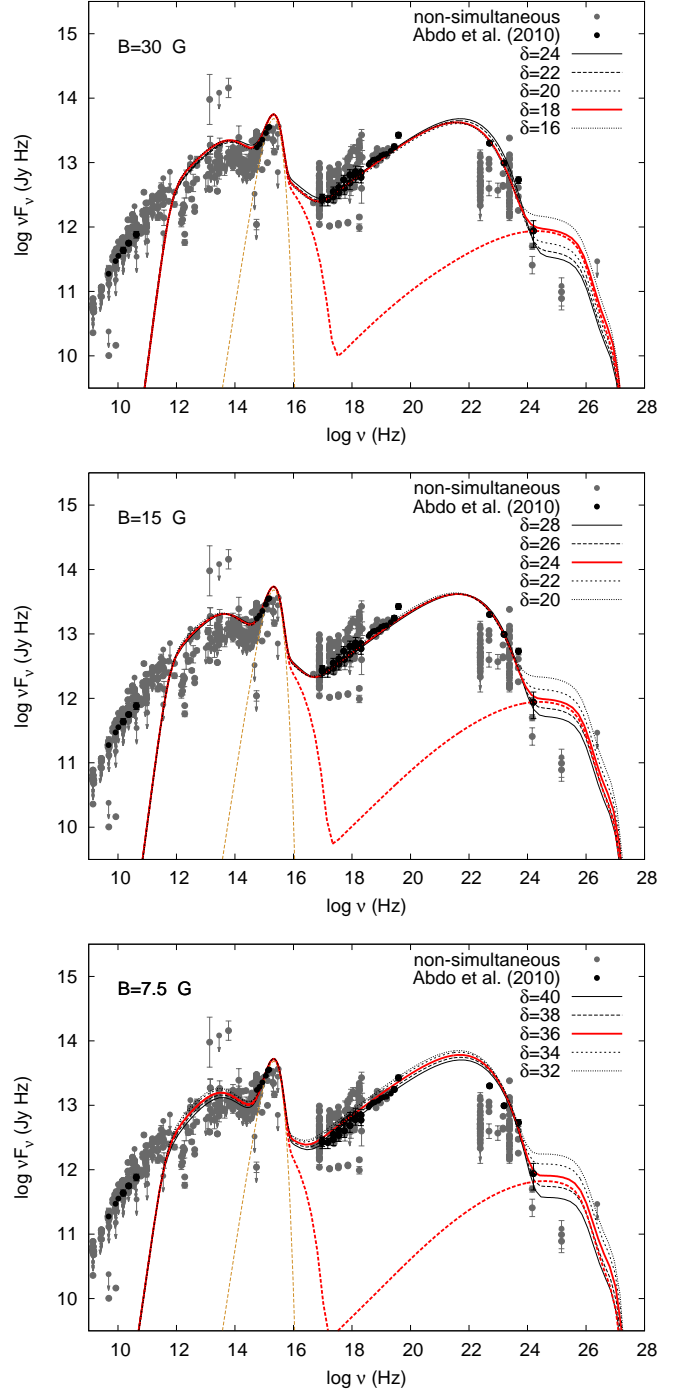 15
14
13
12
11
10
10 12 14 16 18 20 22 24 26 28
log νFν (Jy Hz)
log ν (Hz)
B=30 G
non-simultaneous
Abdo et al. (2010)
δ=24
δ=22
δ=20
δ=18
δ=16
15
14
13
12
11
10
10 12 14 16 18 20 22 24 26 28
log νFν (Jy Hz)
log ν (Hz)
B=15 G
non-simultaneous
Abdo et al. (2010)
δ=28
δ=26
δ=24
δ=22
δ=20
15
14
13
12
11
10
10 12 14 16 18 20 22 24 26 28
log νFν (Jy Hz)
log ν (Hz)
B=7.5 G
non-simultaneous
Abdo et al. (2010)
δ=40
δ=38
δ=36
δ=34
δ=32